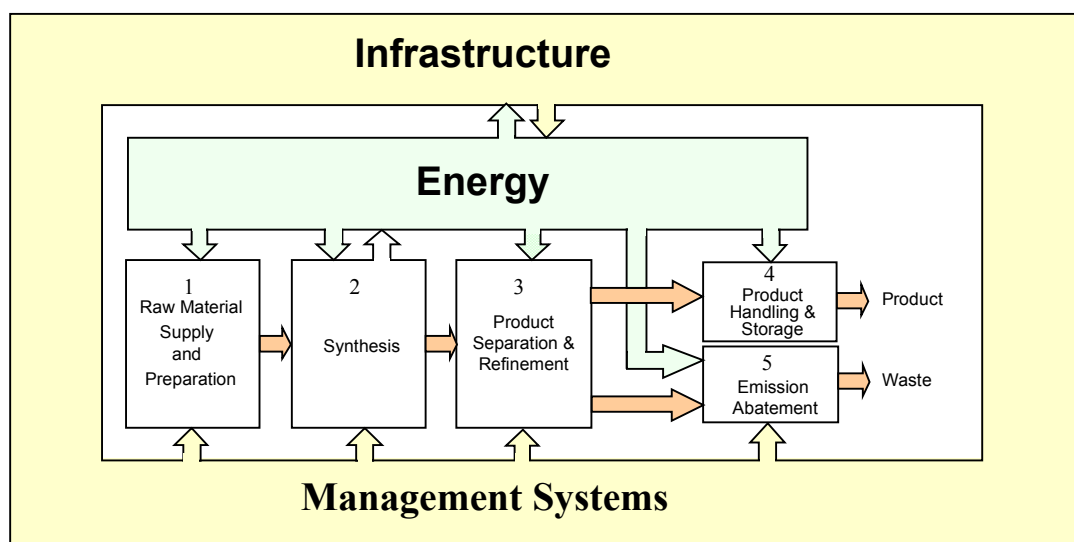 Infrastructure
Energy
1
Raw Material
Supply
and
Preparation
2
Synthesis
3
Product
Separation &
Refinement
4
Product
Handling &
Storage
Product
5
Emission
Abatement
Waste
Management Systems